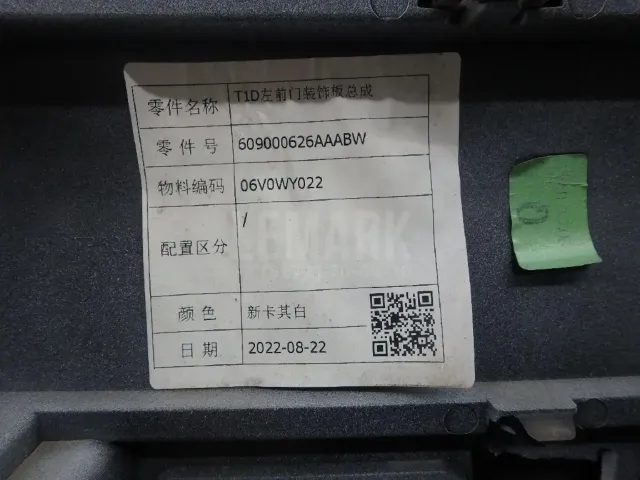 零件名称 T1D左前门装饰板总成
零件号 609000626AAABW
物料编码 06V0WY022
配置区分 /
LEMARK
颜色 新卡其白
日期 2022-08-22